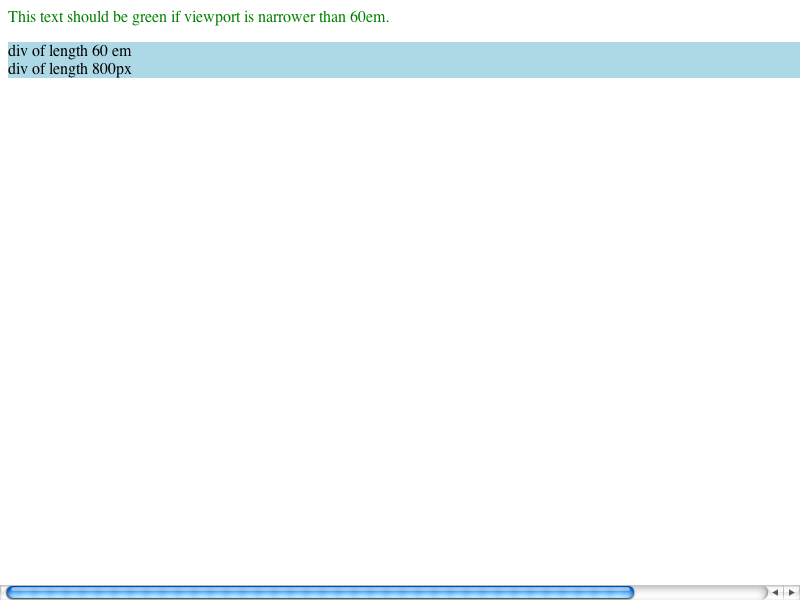 This text should be green if viewport is narrower than 60em.
div of length 60 em
div of length 800px